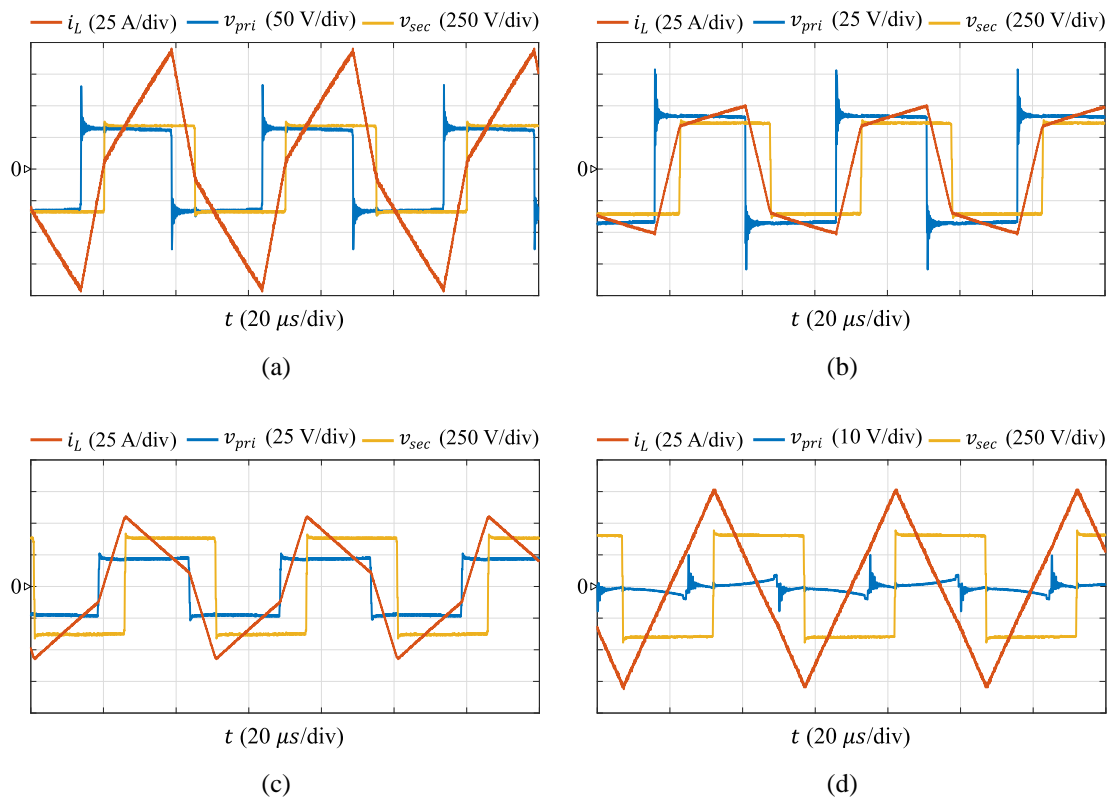 i_L (25 A/div) v_pri (50 V/div) v_sec (250 V/div)
0
t (20 μs/div)
(a)
i_L (25 A/div) v_pri (25 V/div) v_sec (250 V/div)
0
t (20 μs/div)
(b)
i_L (25 A/div) v_pri (25 V/div) v_sec (250 V/div)
0
t (20 μs/div)
(c)
i_L (25 A/div) v_pri (10 V/div) v_sec (250 V/div)
0
t (20 μs/div)
(d)